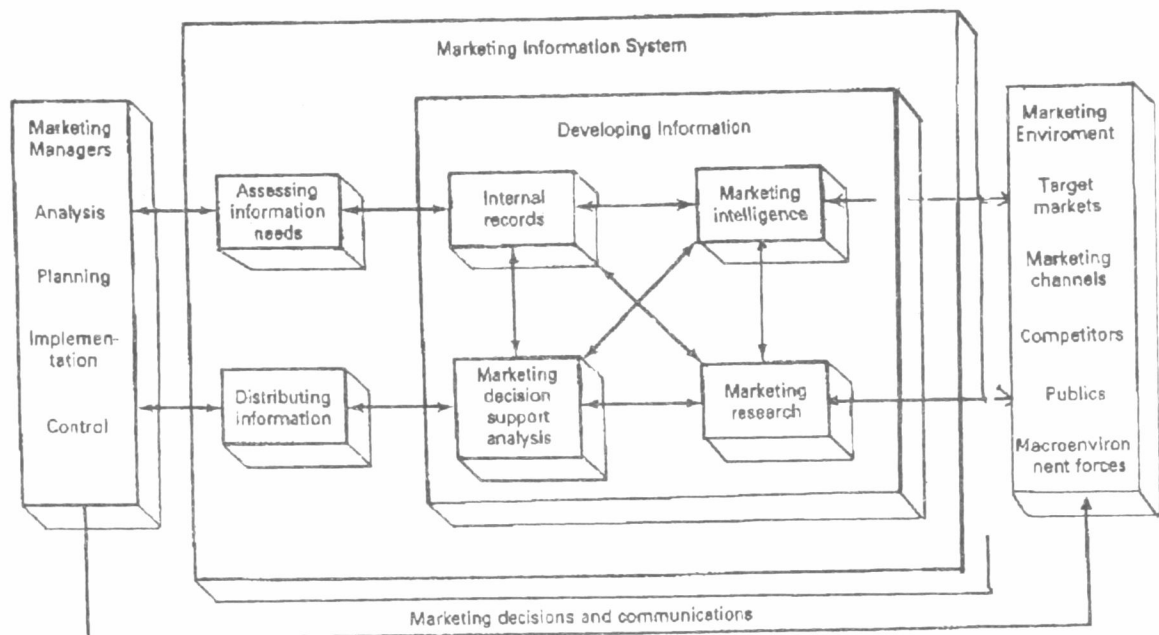 Marketing Information System
Marketing
Managers
Analysis
Planning
Implemen-
tation
Control
Assessing
information
needs
Distributing
information
Developing Information
Internal
records
Marketing
intelligence
Marketing
decision
support
analysis
Marketing
research
Marketing
Enviroment
Target
markets
Marketing
channels
Competitors
Publics
Macroenviron
nent forces
Marketing decisions and communications